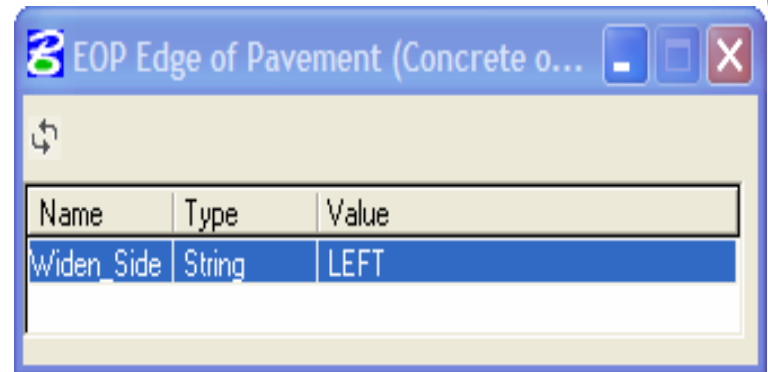 EOP Edge of Pavement (Concrete o...
Name Type Value
Widen_Side String LEFT